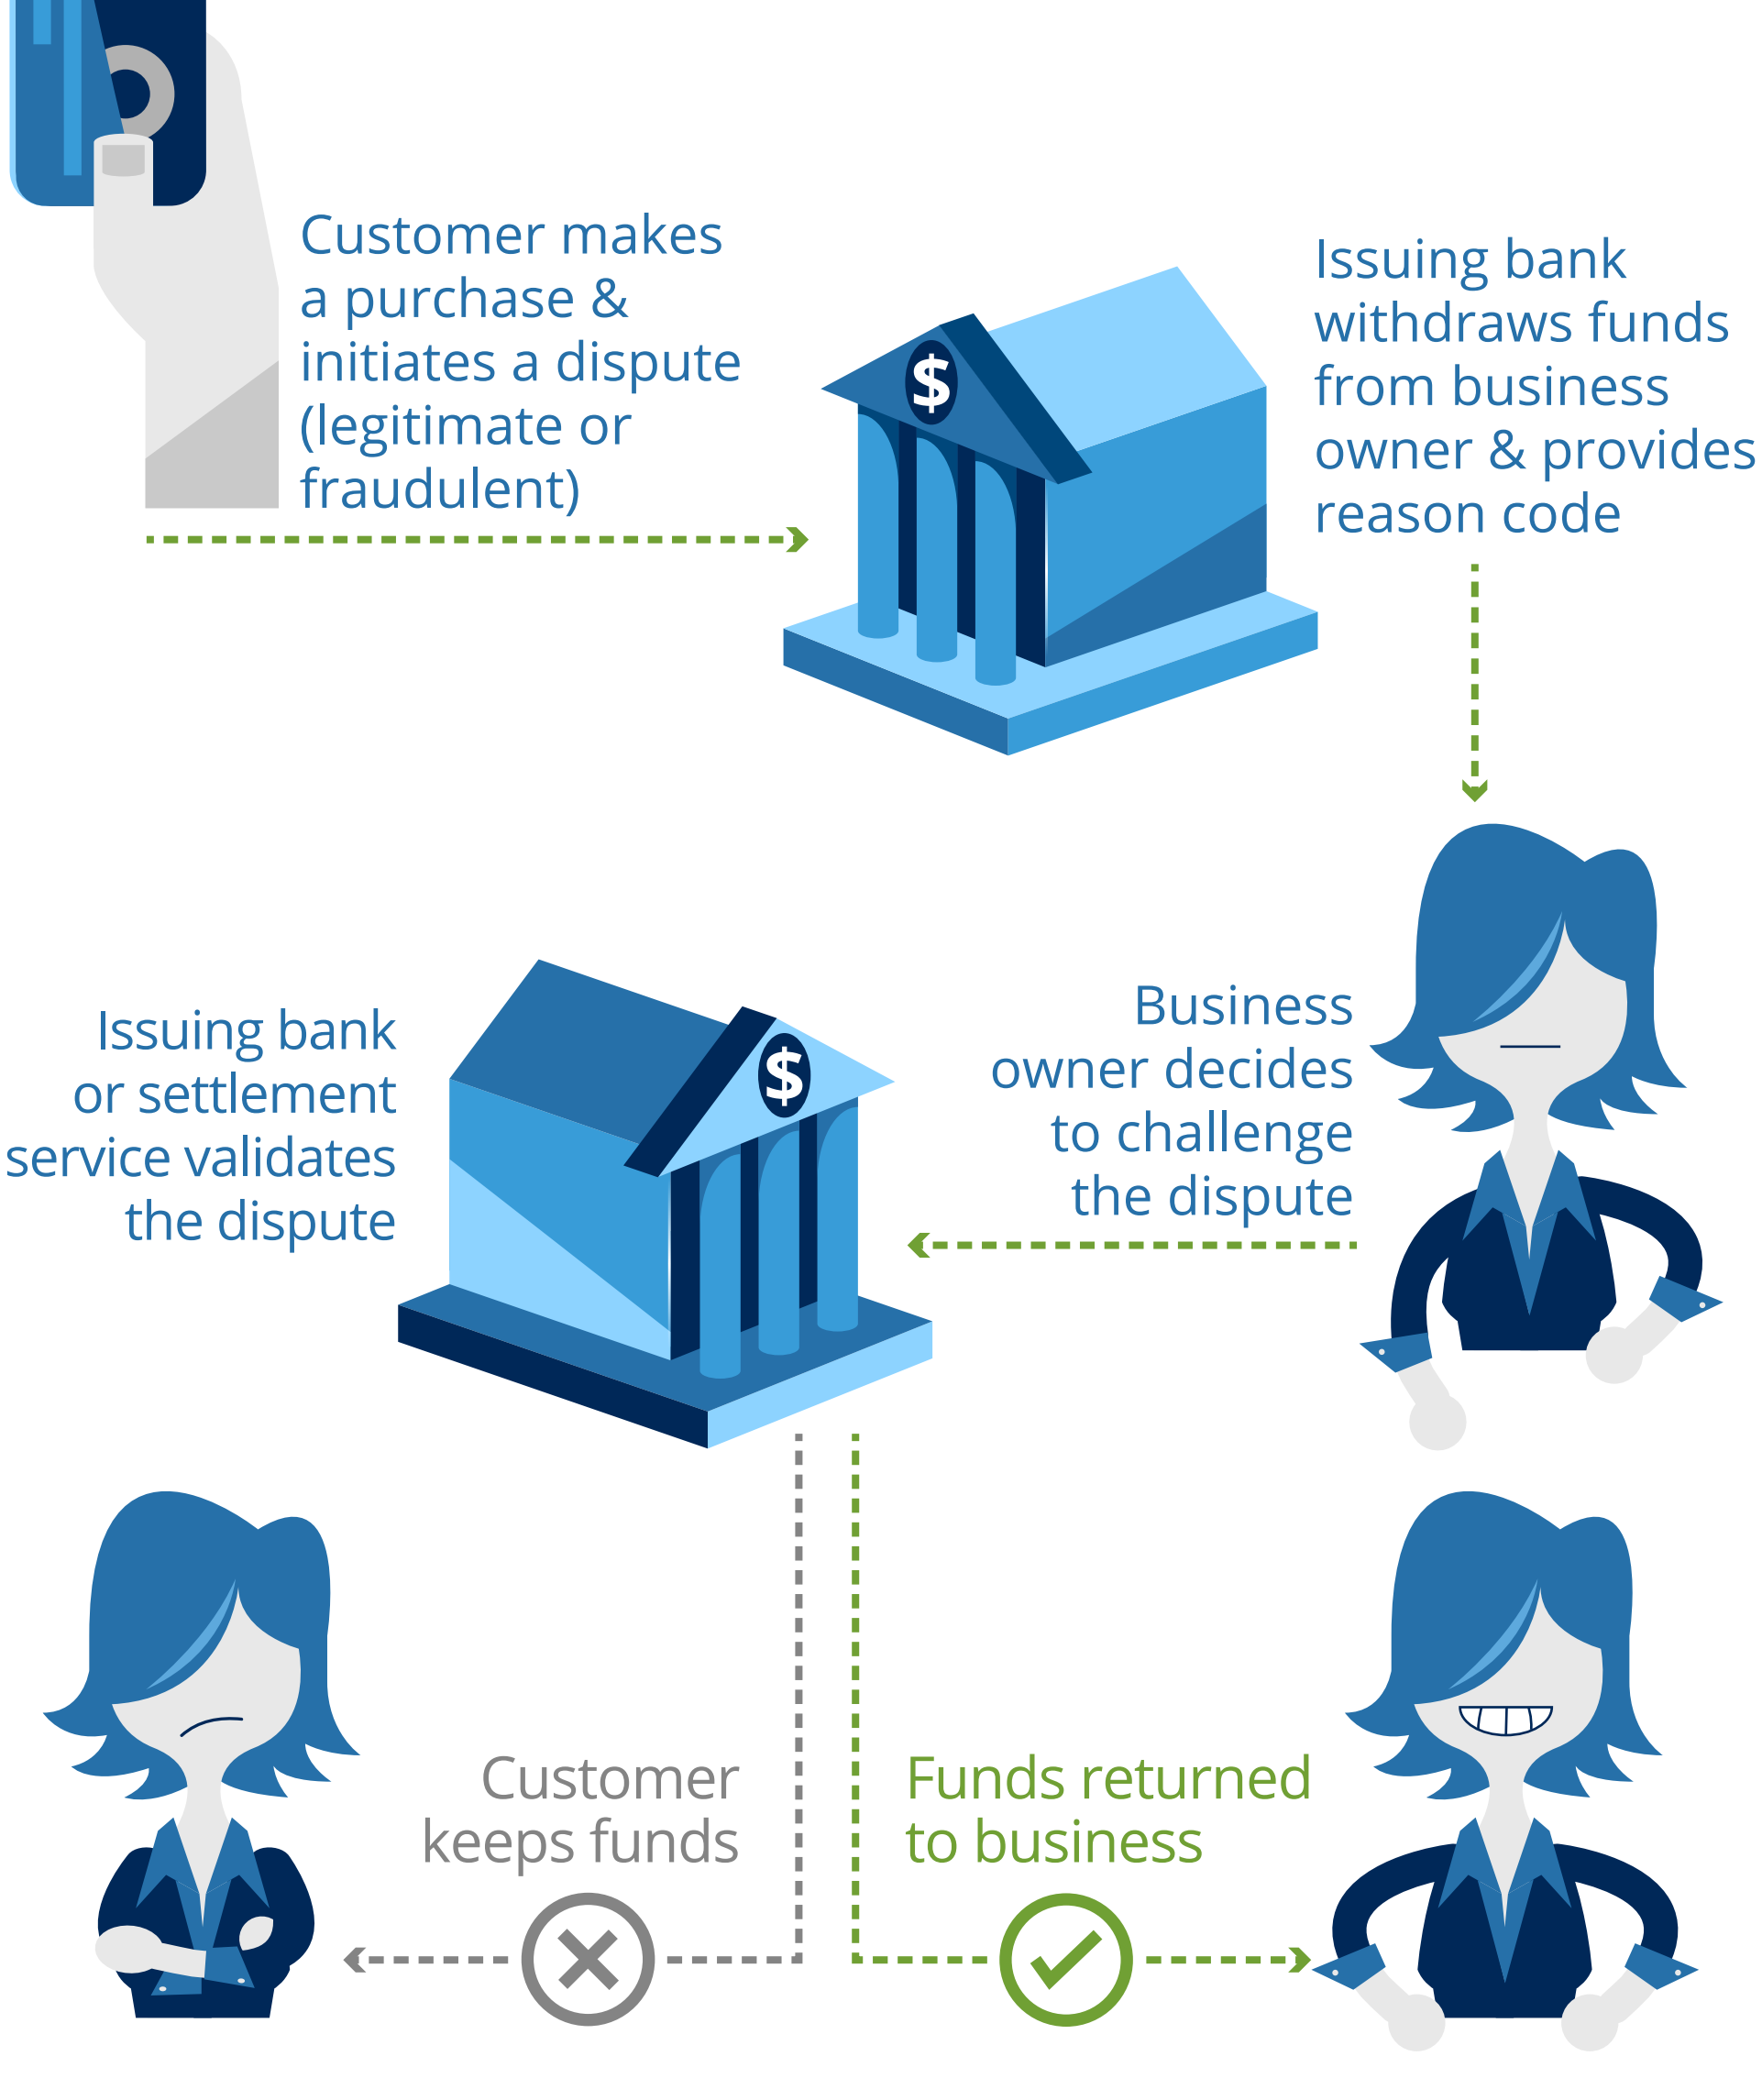 Customer makes
a purchase &
initiates a dispute
(legitimate or
fraudulent)
$
Issuing bank
withdraws funds
from business
owner & provides
reason code
Business
owner decides
to challenge
the dispute
$
Issuing bank
or settlement
service validates
the dispute
Customer
keeps funds
Funds returned
to business